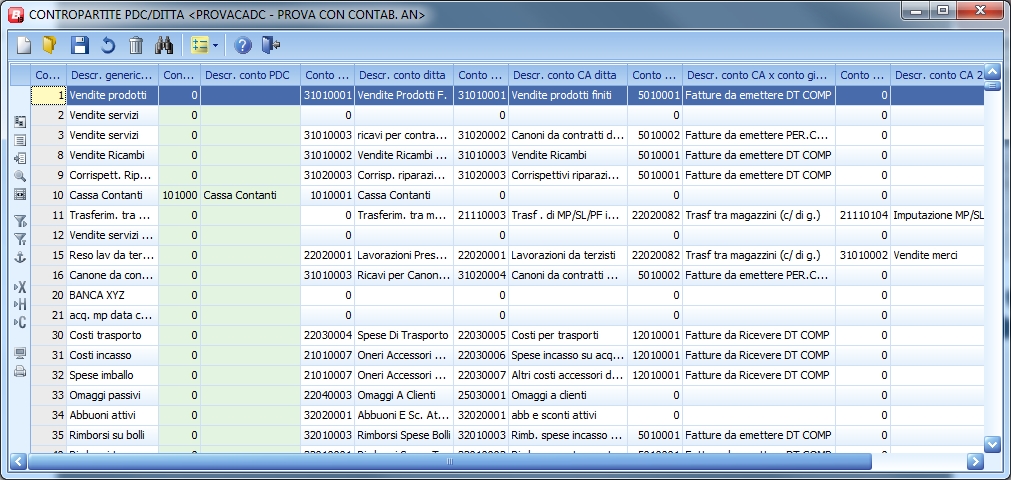 CONTROPARTITE PDC/DITTA <PROVACADC - PROVA CON CONTAB. AN>
Co... Descr. generic... Con... Descr. conto PDC Conto ... Descr. conto ditta Conto ... Descr. conto CA ditta Conto ... Descr. conto CA x conto gi... Conto ... Descr. conto CA 2
1 Vendite prodotti 0 31010001 Vendite Prodotti F. 31010001 Vendite prodotti finiti 5010001 Fatture da emettere DT COMP 0
2 Vendite servizi 0 0 0 0 0
3 Vendite servizi 0 31010003 ricavi per contra... 31020002 Canoni da contratti d... 5010002 Fatture da emettere PER.C... 0
8 Vendite Ricambi 0 31010002 Vendite Ricambi ... 31010003 Vendite Ricambi 5010001 Fatture da emettere DT COMP 0
9 Corrispett. Rip... 0 31020003 Corrisp. riparazi... 31020003 Corrispettivi riparazi... 5010001 Fatture da emettere DT COMP 0
10 Cassa Contanti 101000 Cassa Contanti 1010001 Cassa Contanti 0 0 0
11 Trasferim. tra ... 0 0 Trasferim. tra m... 21110003 Trasf . di MP/SL/PF i... 22020082 Trasf tra magazzini (c/ di g.) 21110104 Imputazione MP/SL
12 Vendite servizi ... 0 0 0 0 0
15 Reso lav da ter... 0 22020001 Lavorazioni Pres... 22020001 Lavorazioni da terzisti 22020082 Trasf tra magazzini (c/ di g.) 31010002 Vendite merci
16 Canone da con... 0 31010003 Ricavi per Canon... 31020004 Canoni da contratti ... 5010002 Fatture da emettere PER.C... 0
20 BANCA XYZ 0 0 0 0 0
21 acq. mp data c... 0 0 0 0 0
30 Costi trasporto 0 22030004 Spese Di Trasporto 22030005 Costi per trasporti 12010001 Fatture da Ricevere DT COMP 0
31 Costi incasso 0 21010007 Oneri Accessori ... 22030006 Spese incasso su acq... 12010001 Fatture da Ricevere DT COMP 0
32 Spese imballo 0 21010007 Oneri Accessori ... 22030007 Altri costi accessori d... 12010001 Fatture da Ricevere DT COMP 0
33 Omaggi passivi 0 22040003 Omaggi A Clienti 25030001 Omaggi a clienti 0 0
34 Abbuoni attivi 0 32020001 Abbuoni E Sc. At... 32020001 abb e sconti attivi 0 0
35 Rimborsi su bolli 0 32010003 Rimborsi Spese Bolli 32010003 Rimb. spese incasso ... 5010001 Fatture da emettere DT COMP 0